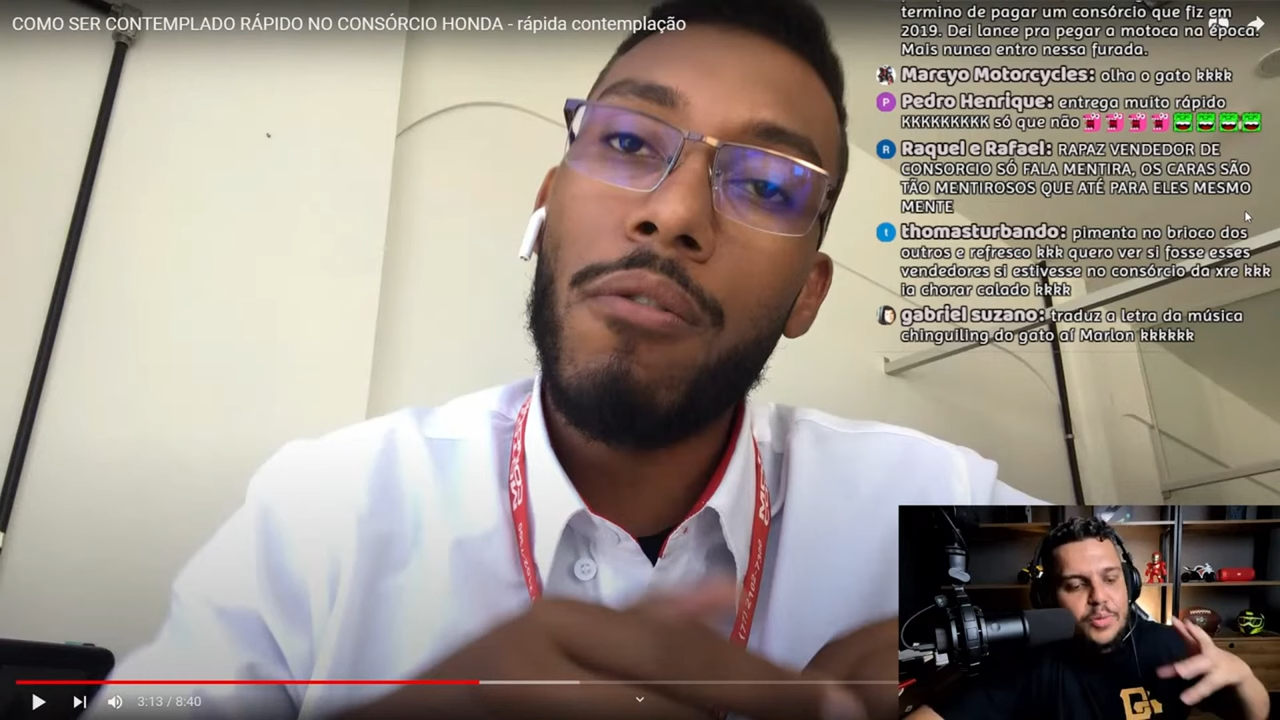 COMO SER CONTEMPLADO RÁPIDO NO CONSÓRCIO HONDA - rápida contemplação
termino de pagar um consórcio que fiz em
2019. Dei lance pra pegar a motoca na época.
Mais nunca entro nessa furada.
Marcyo Motorcycles: olha o gato kkkk
P Pedro Henrique: entrega muito rápido
KKKKKKKKK só que não
R Raquel e Rafael: RAPAZ VENDEDOR DE
CONSORCIO SÓ FALA MENTIRA, OS CARAS SÃO
TÃO MENTIROSOS QUE ATÉ PARA ELES MESMO
MENTE
t thomasturbando: pimenta no brioco dos
outros e refresco kkk quero ver si fosse esses
vendedores si estivesse no consórcio da xre kkk
ia chorar calado kkkk
gabriel suzano: traduz a letra da música
chinguiling do gato aí Marlon kkkkkk
3:13 / 8:40